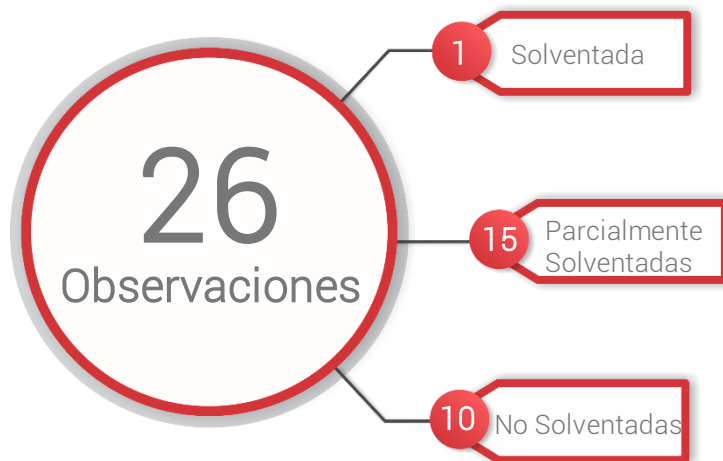 26
Observaciones
1
Solventada
15
Parcialmente
Solventadas
10
No Solventadas